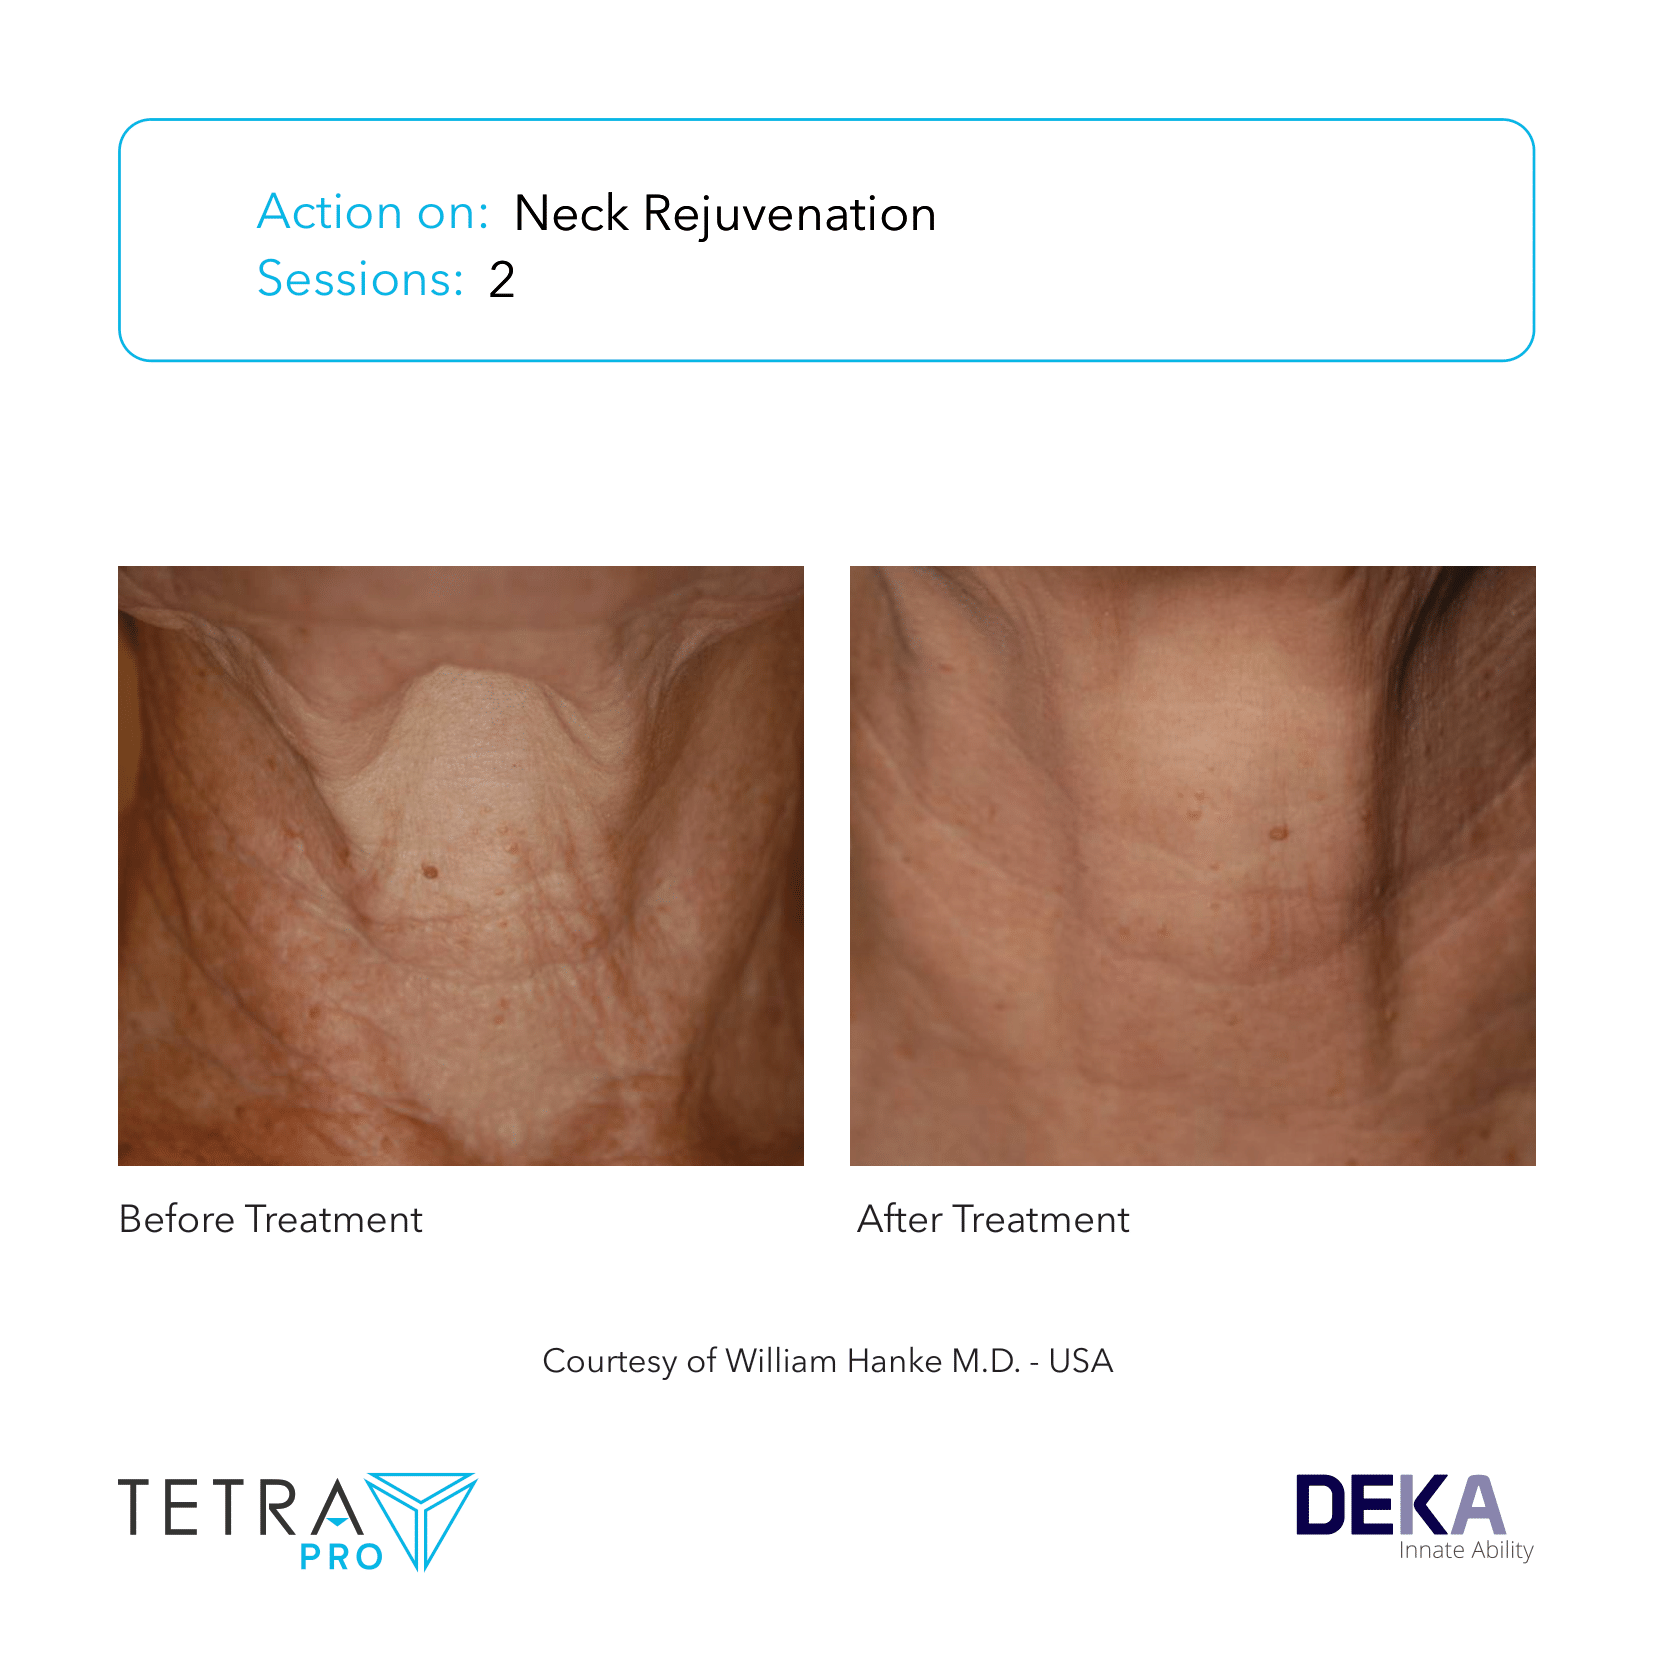 Action on: Neck Rejuvenation
Sessions: 2
Before Treatment
After Treatment
Courtesy of William Hanke M.D. - USA
TETRA
PRO
DEKA
Innate Ability